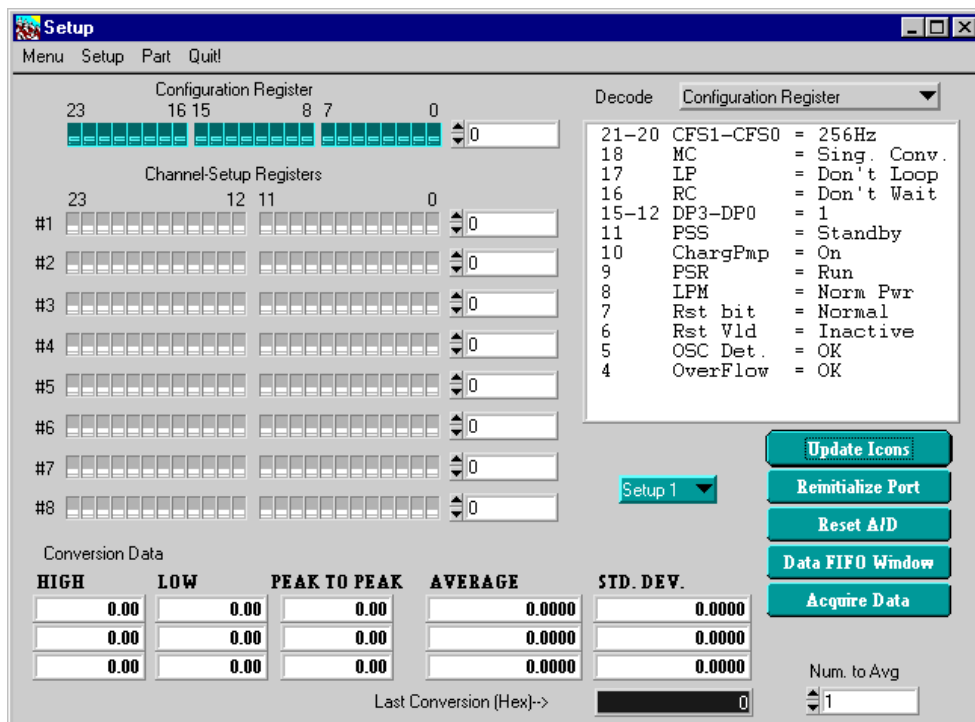 Setup
Menu Setup Part Quit!
Configuration Register
23 16 15 8 7 0
0
Channel-Setup Registers
23 12 11 0
#1 0
#2 0
#3 0
#4 0
#5 0
#6 0
#7 0
#8 0
Decode Configuration Register
21-20 CFS1-CFS0 = 256Hz
18 MC = Sing. Conv.
17 LP = Don't Loop
16 RC = Don't Wait
15-12 DP3-DP0 = 1
11 PSS = Standby
10 ChargPmp = On
9 PSR = Run
8 LPM = Norm Pwr
7 Rst bit = Normal
6 Rst Vld = Inactive
5 OSC Det. = OK
4 OverFlow = OK
Setup 1
Update Icons
Reinitialize Port
Reset A/D
Data FIFO Window
Acquire Data
Conversion Data
HIGH LOW PEAK TO PEAK AVERAGE STD. DEV.
0.00 0.00 0.00 0.0000 0.0000
0.00 0.00 0.00 0.0000 0.0000
0.00 0.00 0.00 0.0000 0.0000
Last Conversion (Hex)--> 0
Num. to Avg
1